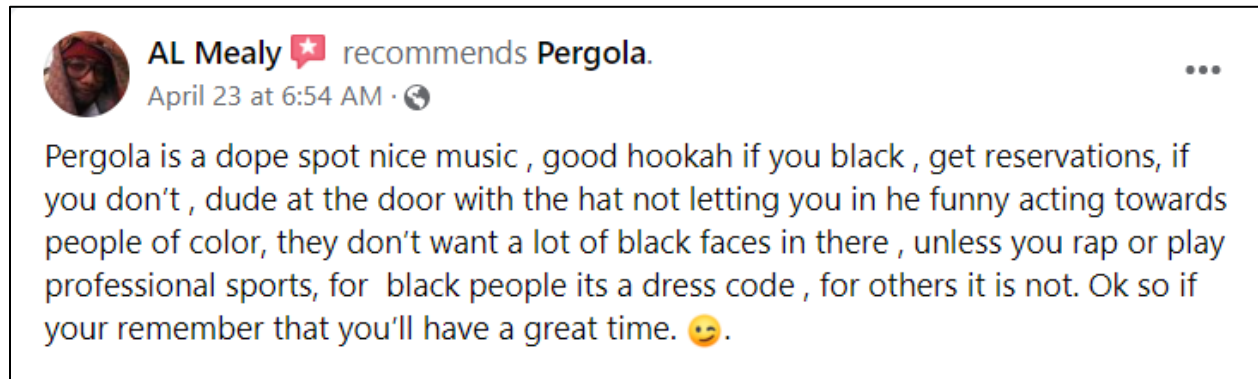 AL Mealy recommends Pergola.
April 23 at 6:54 AM ·
Pergola is a dope spot nice music , good hookah if you black , get reservations, if
you don't , dude at the door with the hat not letting you in he funny acting towards
people of color, they don't want a lot of black faces in there , unless you rap or play
professional sports, for  black people its a dress code , for others it is not. Ok so if
your remember that you'll have a great time. 😉.